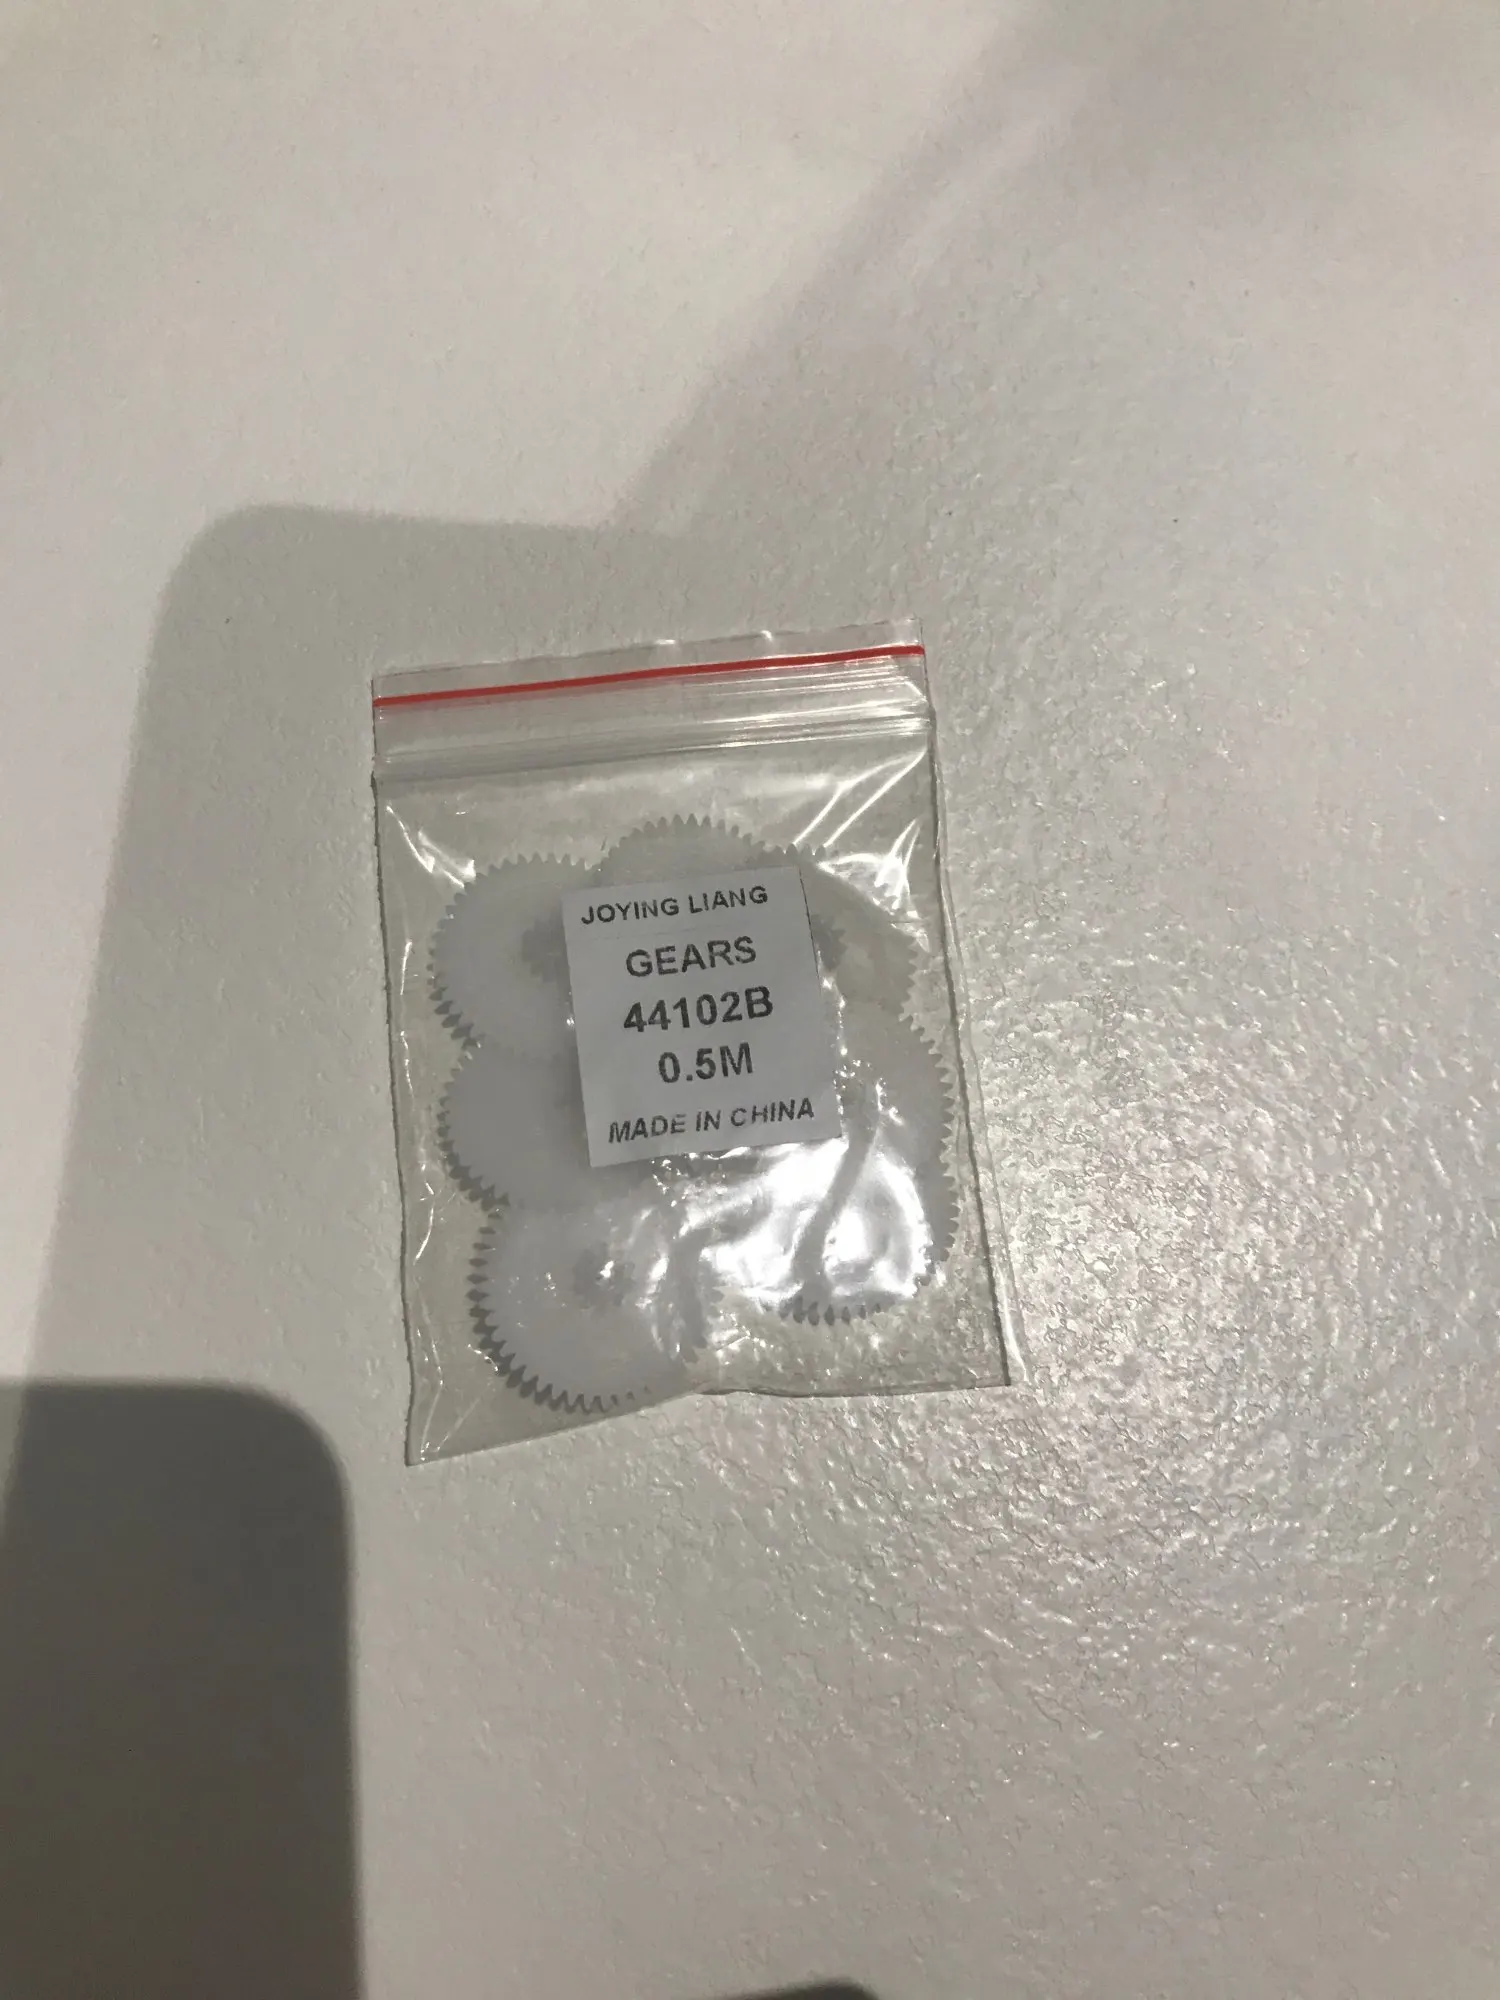 JOYING LIANG
GEARS
44102B
0.5M
MADE IN CHINA